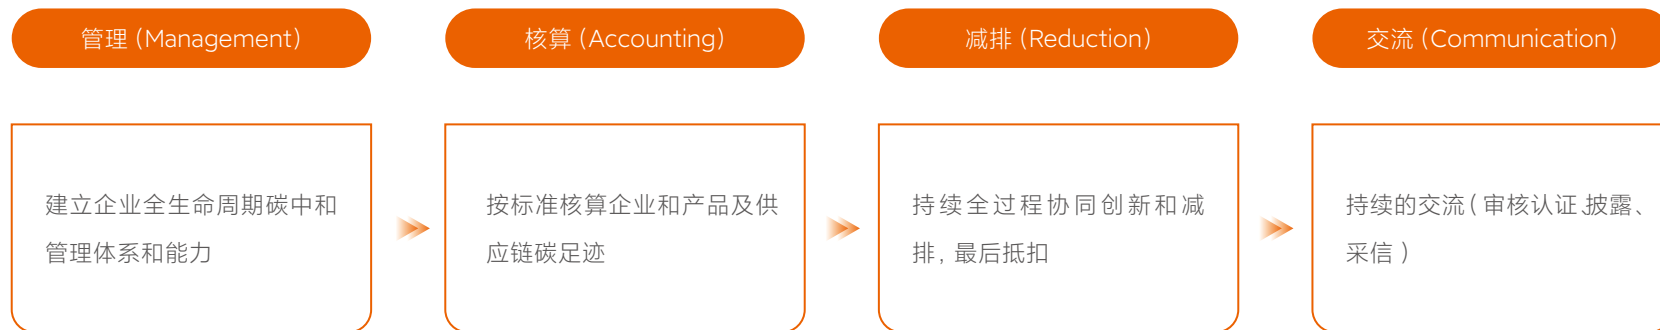 管理（Management）
核算（Accounting）
减排（Reduction）
交流（Communication）
建立企业全生命周期碳中和
管理体系和能力
按标准核算企业和产品及供
应链碳足迹
持续全过程协同创新和减
排，最后抵扣
持续的交流（审核认证、披露、
采信）